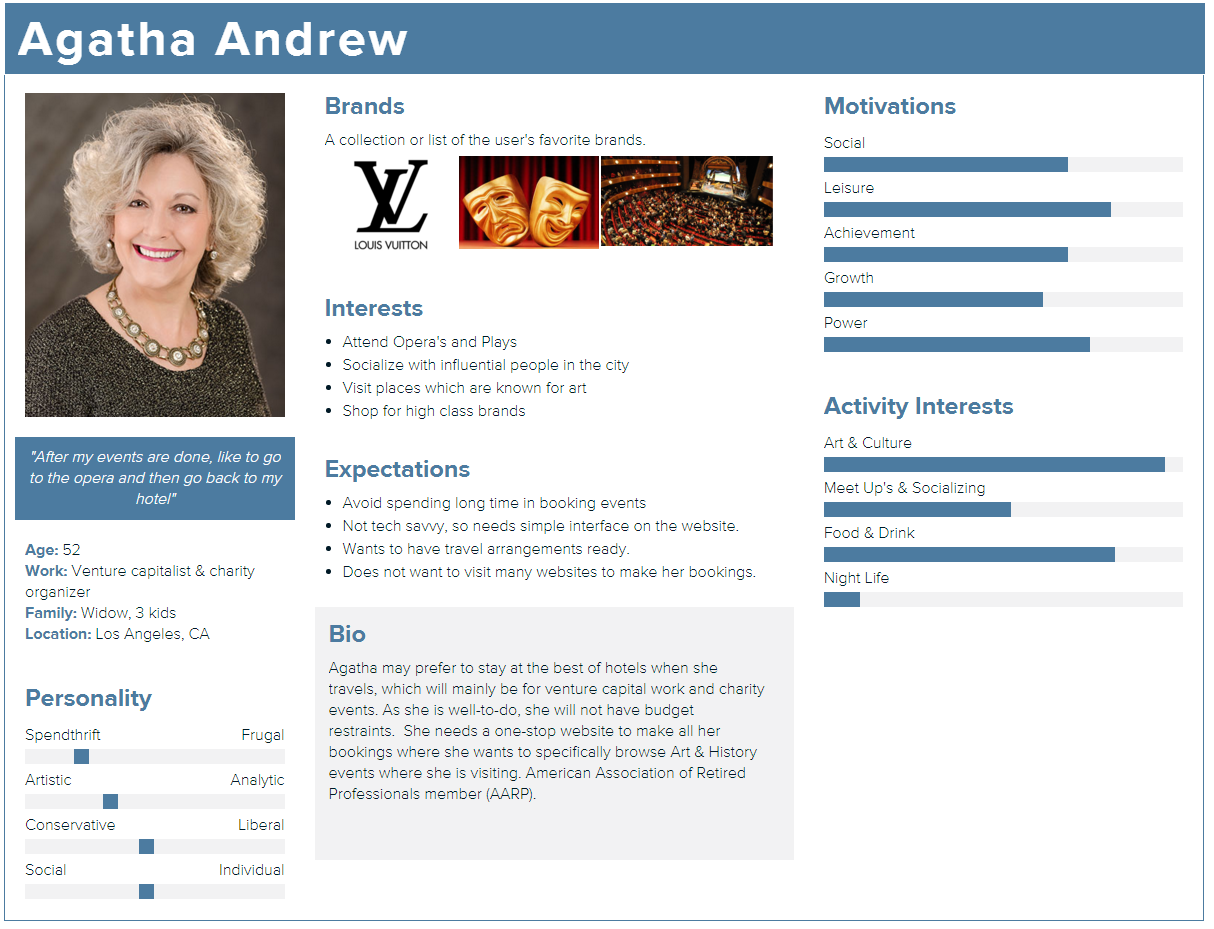 Agatha Andrew
"After my events are done, like to go
to the opera and then go back to my
hotel"
Age: 52
Work: Venture capitalist & charity
organizer
Family: Widow, 3 kids
Location: Los Angeles, CA
Personality
Spendthrift Frugal
Artistic Analytic
Conservative Liberal
Social Individual
Brands
A collection or list of the user's favorite brands.
LV
LOUIS VUITTON
Interests
Attend Opera's and Plays
Socialize with influential people in the city
Visit places which are known for art
Shop for high class brands
Expectations
Avoid spending long time in booking events
Not tech savvy, so needs simple interface on the website.
Wants to have travel arrangements ready.
Does not want to visit many websites to make her bookings.
Bio
Agatha may prefer to stay at the best of hotels when she
travels, which will mainly be for venture capital work and charity
events. As she is well-to-do, she will not have budget
restraints.  She needs a one-stop website to make all her
bookings where she wants to specifically browse Art & History
events where she is visiting. American Association of Retired
Professionals member (AARP).
Motivations
Social
Leisure
Achievement
Growth
Power
Activity Interests
Art & Culture
Meet Up's & Socializing
Food & Drink
Night Life